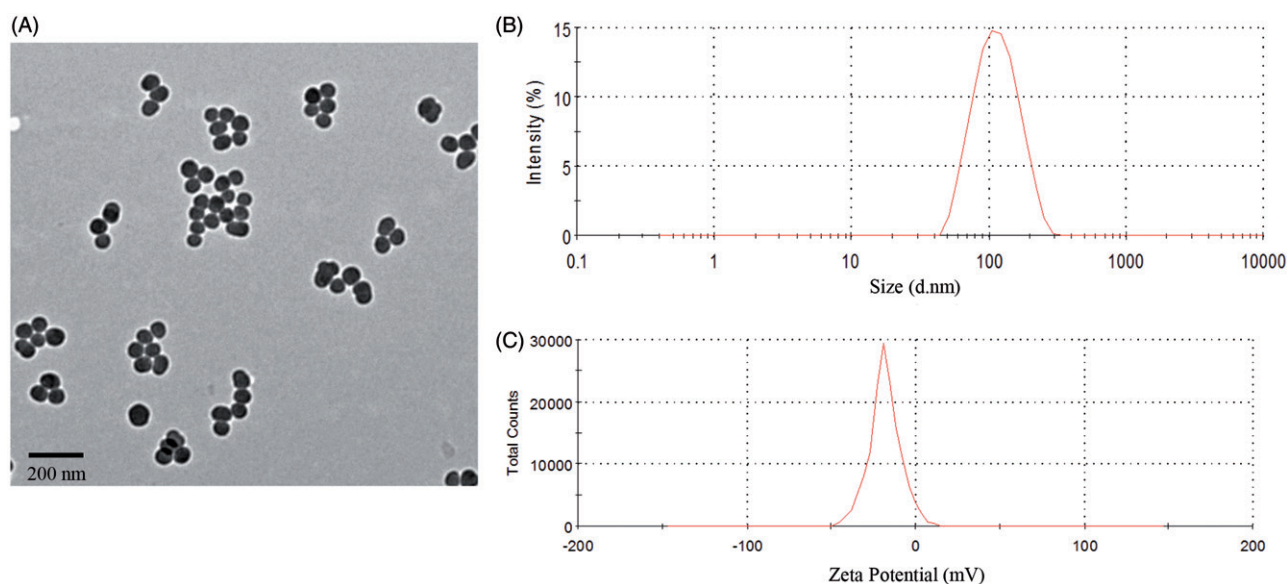 (A)
200 nm
(B)
Intensity (%)
15
10
5
0
0.1 1 10 100 1000 10000
Size (d.nm)
(C)
Total Counts
30000
20000
10000
0
-200 -100 0 100 200
Zeta Potential (mV)